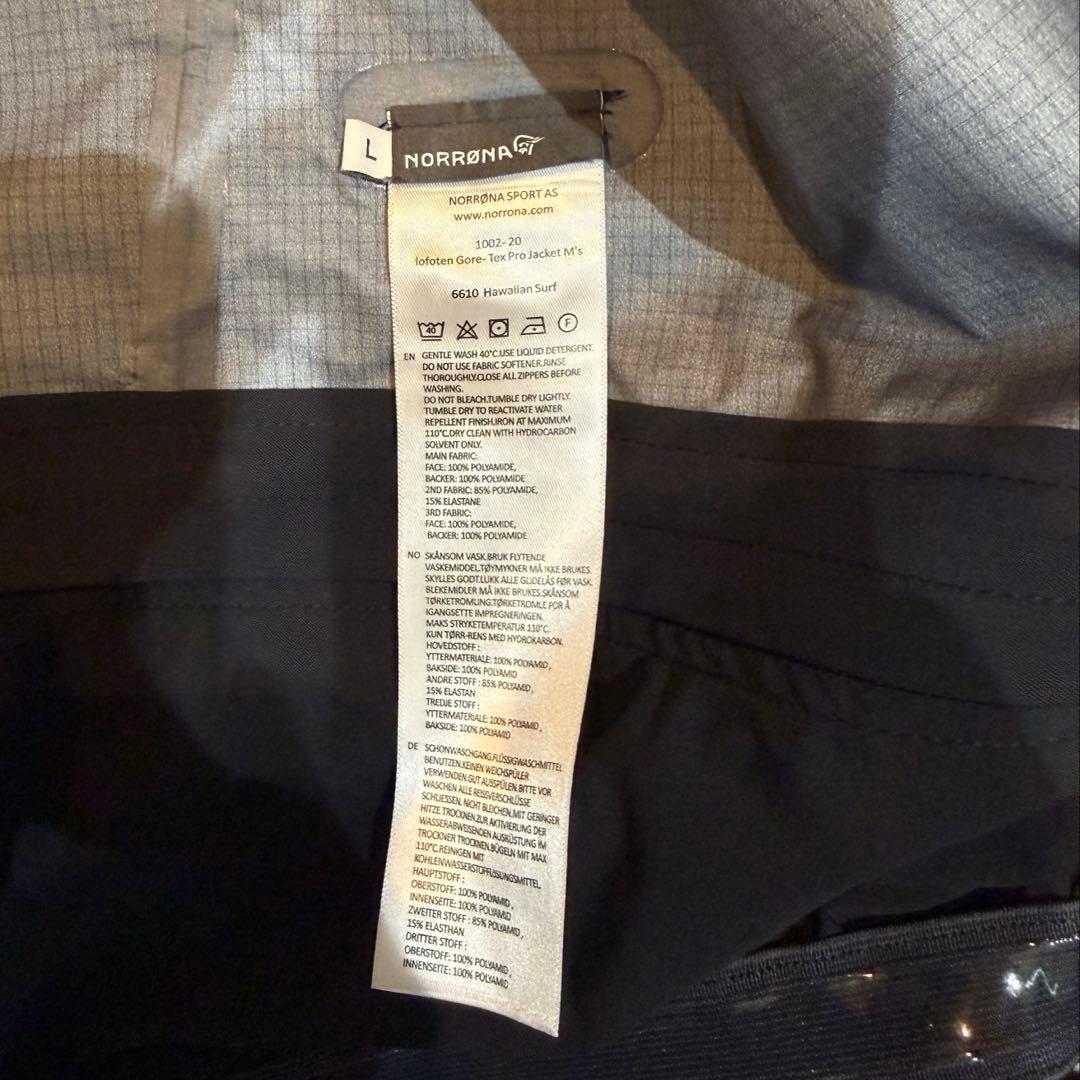 L
NORRØNA
NORRØNA SPORT AS
www.norrona.com
1002-20
lofoten Gore-Tex Pro Jacket M's
6610 Hawaiian Surf
40
F
EN GENTLE WASH 40°C.USE LIQUID DETERGENT.
DO NOT USE FABRIC SOFTENER.RINSE
THOROUGHLY.CLOSE ALL ZIPPERS BEFORE
WASHING.
DO NOT BLEACH.TUMBLE DRY LIGHTLY.
TUMBLE DRY TO REACTIVATE WATER
REPELLENT FINISH.IRON AT MAXIMUM
110°C.DRY CLEAN WITH HYDROCARBON
SOLVENT ONLY.
MAIN FABRIC:
FACE: 100% POLYAMIDE,
BACKER: 100% POLYAMIDE
2ND FABRIC: 85% POLYAMIDE,
15% ELASTANE
3RD FABRIC:
FACE: 100% POLYAMIDE,
BACKER: 100% POLYAMIDE
NO SKÅNSOM VASK.BRUK FLYTENDE
VASKEMIDDEL.TØYMYKNER MÅ IKKE BRUKES.
SKYLLES GODT.LUKK ALLE GLIDELÅS FØR VASK.
BLEKEMIDLER MÅ IKKE BRUKES.SKÅNSOM
TØRKETROMLING.TØRKETROMLE FOR Å
IGANGSETTE IMPREGNERINGEN.
MAKS STRYKETEMPERATUR 110°C.
KUN TØRR-RENS MED HYDROKARBON.
HOVEDSTOFF :
YTTERMATERIALE: 100% POLYAMID,
BAKSIDE: 100% POLYAMID
ANDRE STOFF : 85% POLYAMID,
15% ELASTAN
TREDJE STOFF :
YTTERMATERIALE: 100% POLYAMID,
BAKSIDE: 100% POLYAMID
DE SCHONWASCHGANG.FLÜSSIGWASCHMITTEL
BENUTZEN.KEINEN WEICHSPÜLER
VERWENDEN.GUT AUSSPÜLEN.BITTE VOR
WASCHEN ALLE REISSVERSCHLÜSSE
SCHLIESSEN. NICHT BLEICHEN.MIT GERINGER
HITZE TROCKNEN ZUR AKTIVIERUNG DER
WASSERABWEISENDEN AUSRÜSTUNG IM
TROCKNER TROCKNEN.BÜGELN MIT MAX
110°C.REINIGEN MIT
KOHLENWASSERSTOFFLÖSUNGSMITTEL
HAUPTSTOFF :
OBERSTOFF: 100% POLYAMID,
INNENSEITE: 100% POLYAMID
ZWEITER STOFF : 85% POLYAMID,
15% ELASTHAN
DRITTER STOFF :
OBERSTOFF: 100% POLYAMID,
INNENSEITE: 100% POLYAMID